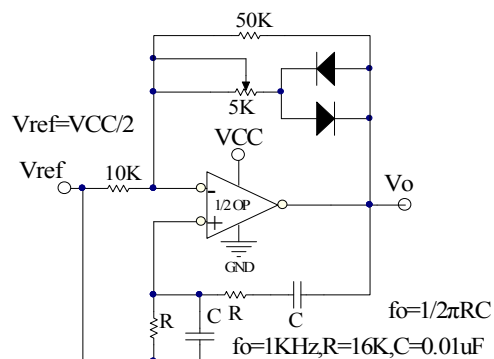 50K
5K
Vref=VCC/2
VCC
Vref
10K
Vo
-
1/2 OP
+
GND
R
C
R
C
fo=1/2πRC
fo=1KHz,R=16K,C=0.01uF